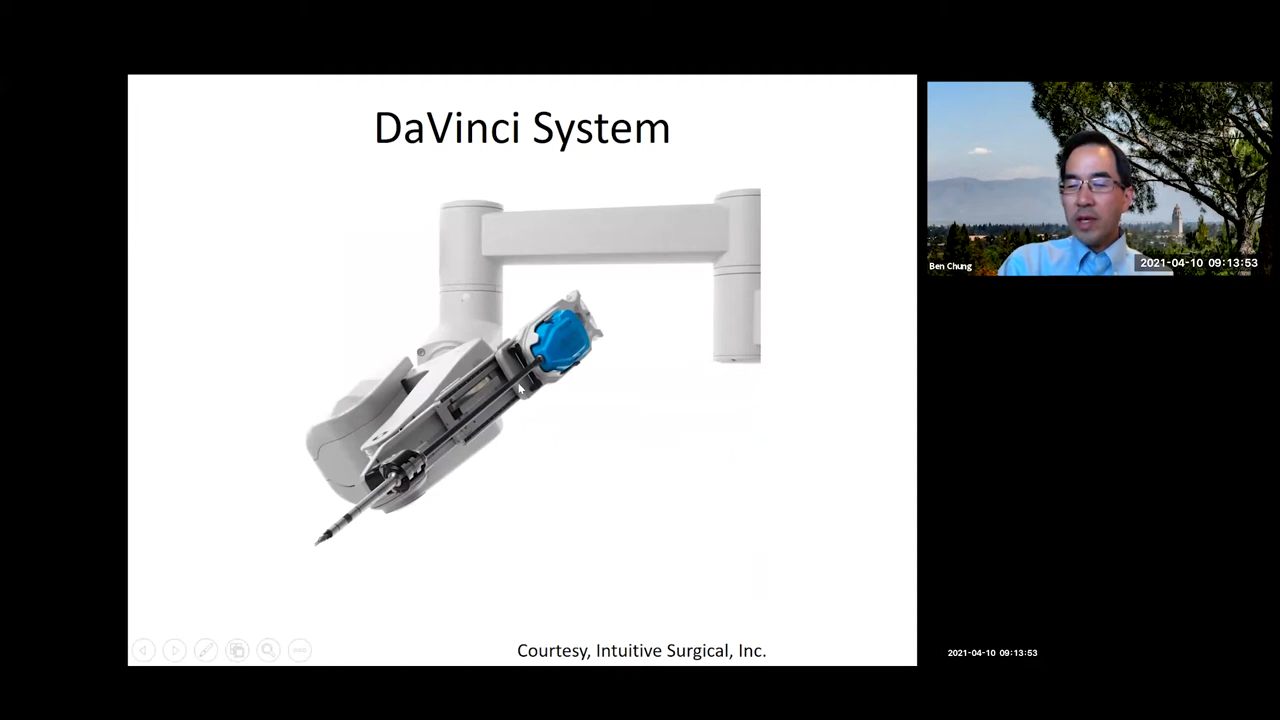 DaVinci System
Ben Chung
2021-04-10 09:13:53
Courtesy, Intuitive Surgical, Inc.
2021-04-10 09:13:53